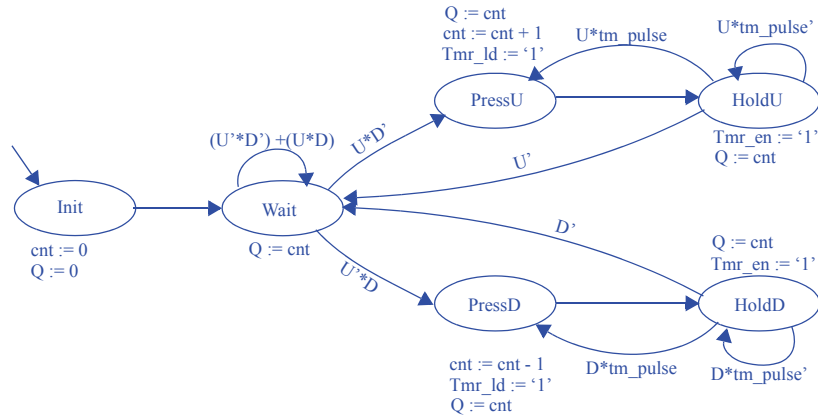 Q := cnt
cnt := cnt + 1
Tmr_ld := ‘1’
U*tm_pulse
U*tm_pulse’
PressU
HoldU
(U’*D’) +(U*D)
U*D’
Tmr_en := ‘1’
Q := cnt
U’
Init
Wait
cnt := 0
Q := 0
Q := cnt
D’
Q := cnt
Tmr_en := ‘1’
U’*D
PressD
HoldD
cnt := cnt - 1
Tmr_ld := ‘1’
Q := cnt
D*tm_pulse
D*tm_pulse’